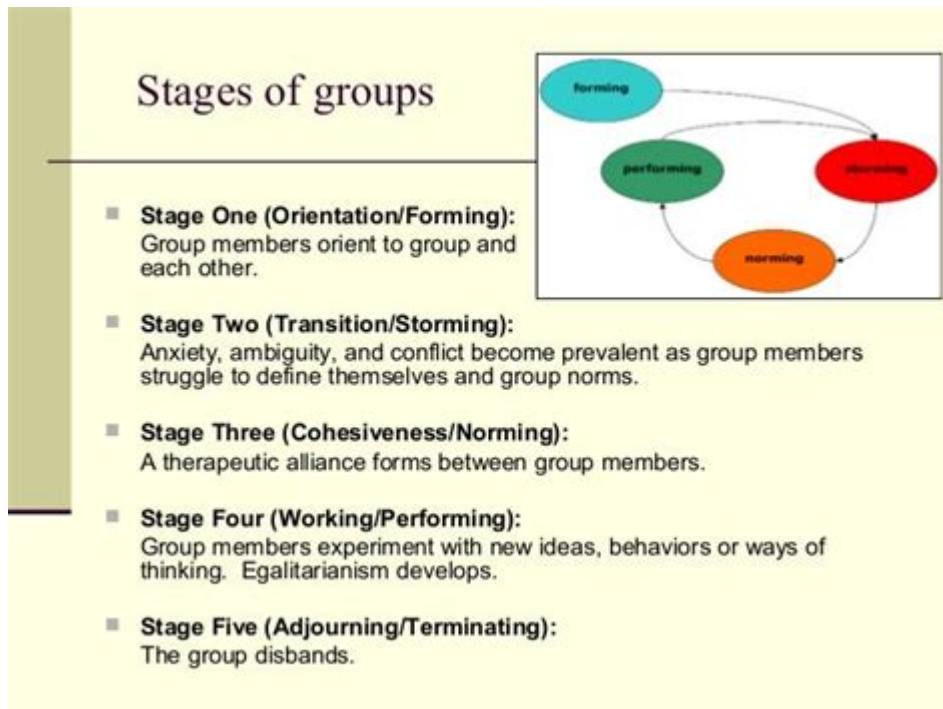 Stages of groups
forming
performing
storming
norming
Stage One (Orientation/Forming):
Group members orient to group and
each other.
Stage Two (Transition/Storming):
Anxiety, ambiguity, and conflict become prevalent as group members
struggle to define themselves and group norms.
Stage Three (Cohesiveness/Norming):
A therapeutic alliance forms between group members.
Stage Four (Working/Performing):
Group members experiment with new ideas, behaviors or ways of
thinking.  Egalitarianism develops.
Stage Five (Adjourning/Terminating):
The group disbands.